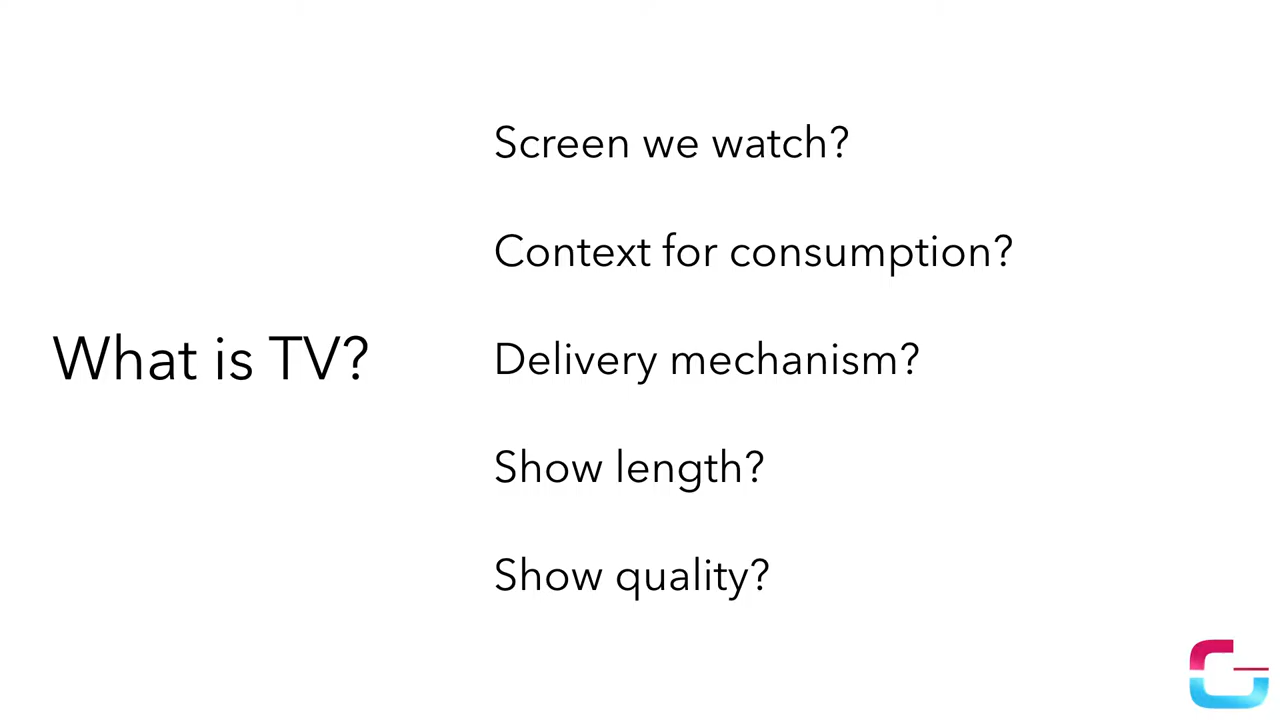 What is TV?
Screen we watch?
Context for consumption?
Delivery mechanism?
Show length?
Show quality?